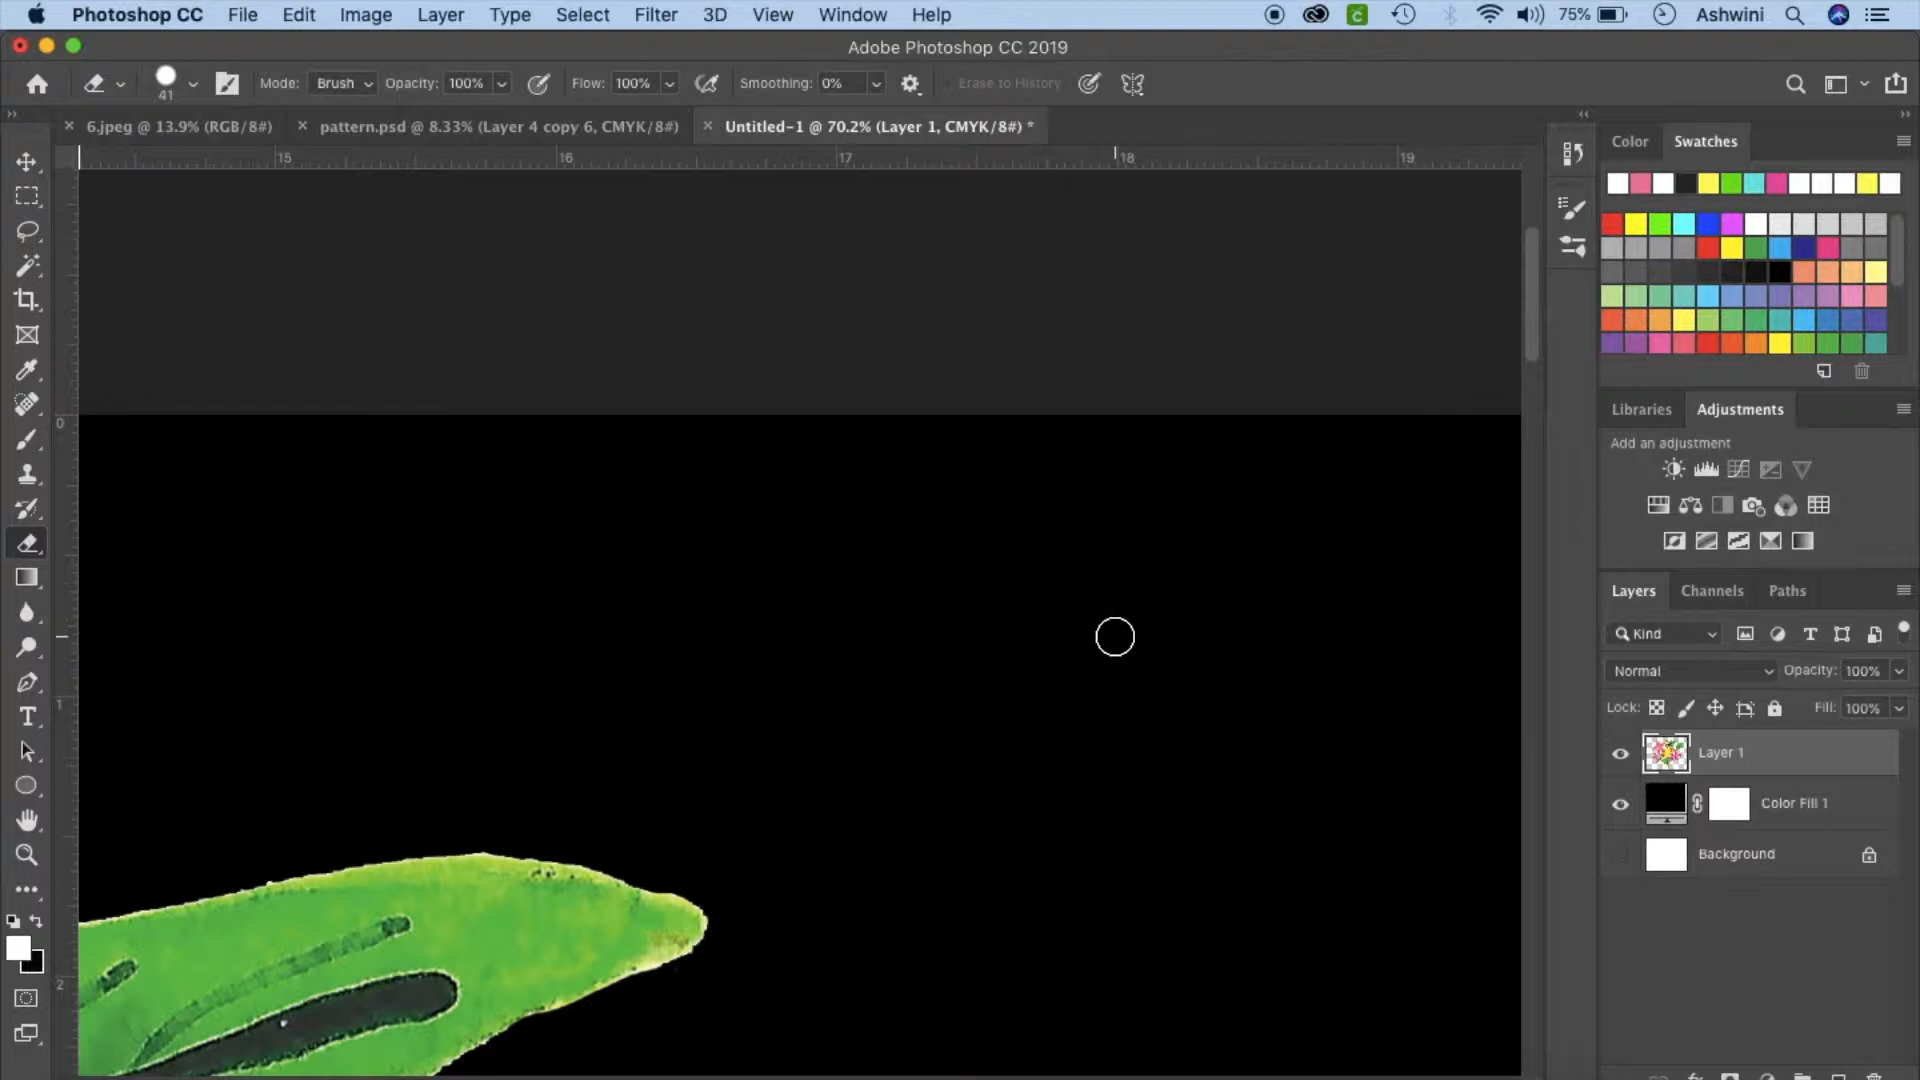 Photoshop CC File Edit Image Layer Type Select Filter 3D View Window Help 75% Ashwini
Adobe Photoshop CC 2019
41 Mode: Brush Opacity: 100% Flow: 100% Smoothing: 0% Erase to History
6.jpeg @ 13.9% (RGB/8#) pattern.psd @ 8.33% (Layer 4 copy 6, CMYK/8#) Untitled-1 @ 70.2% (Layer 1, CMYK/8#) *
15 16 17 18 19
0
1
2
Color Swatches
Libraries Adjustments
Add an adjustment
Layers Channels Paths
Kind
Normal Opacity: 100%
Lock: Fill: 100%
Layer 1
Color Fill 1
Background